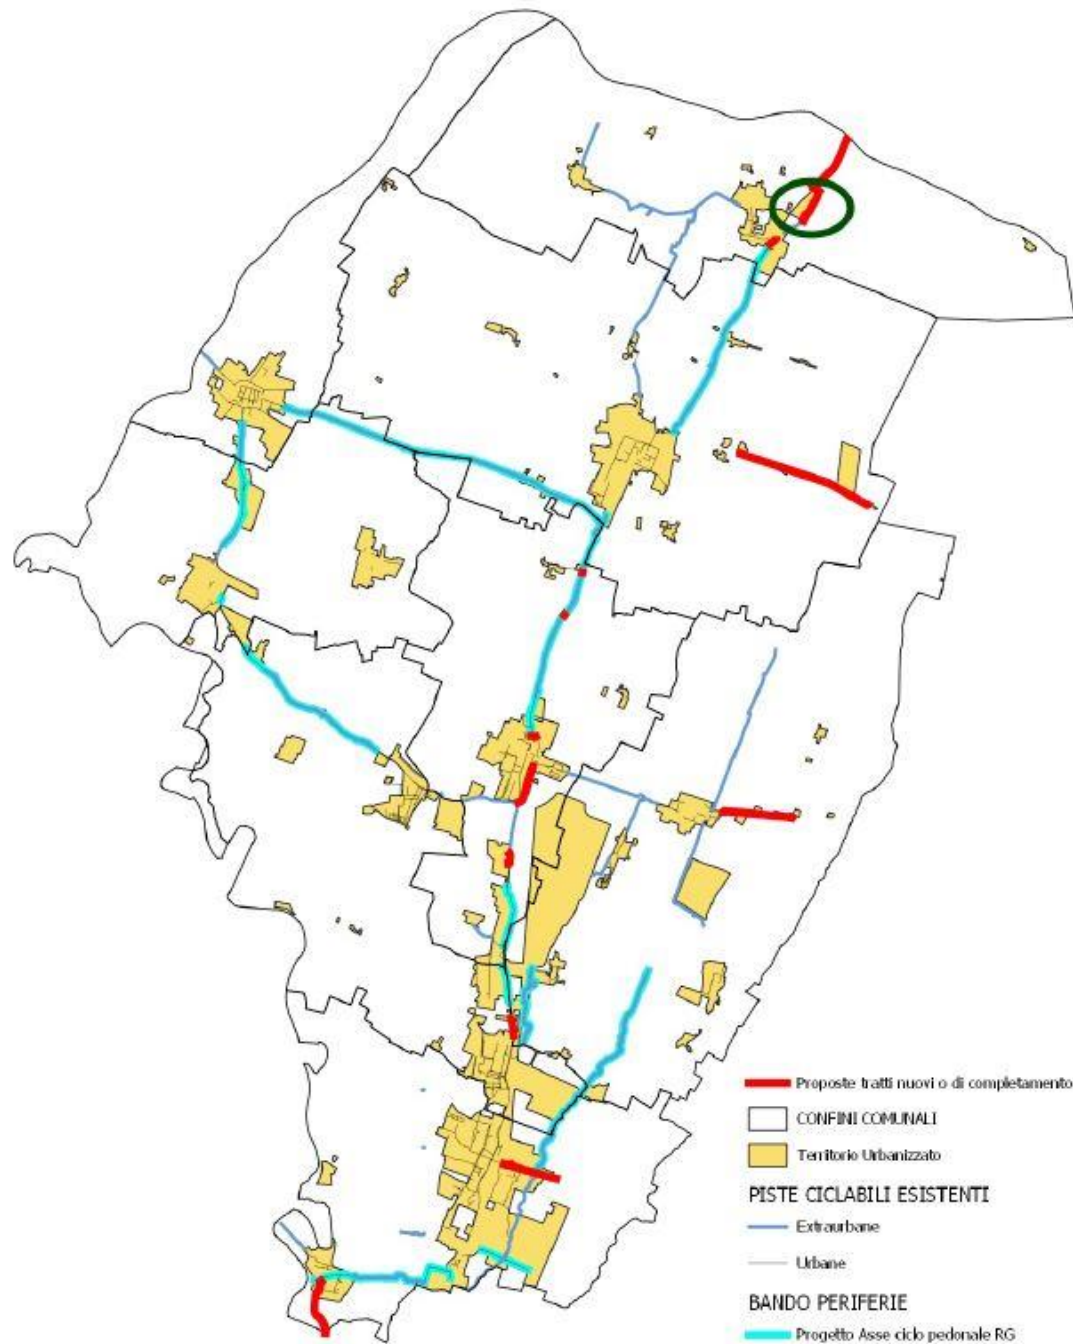 Proposte tratti nuovi o di completamento
CONFINI COMUNALI
Territorio Urbanizzato
PISTE CICLABILI ESISTENTI
Extraurbane
Urbane
BANDO PERIFERIE
Progetto Asse ciclo pedonale RG